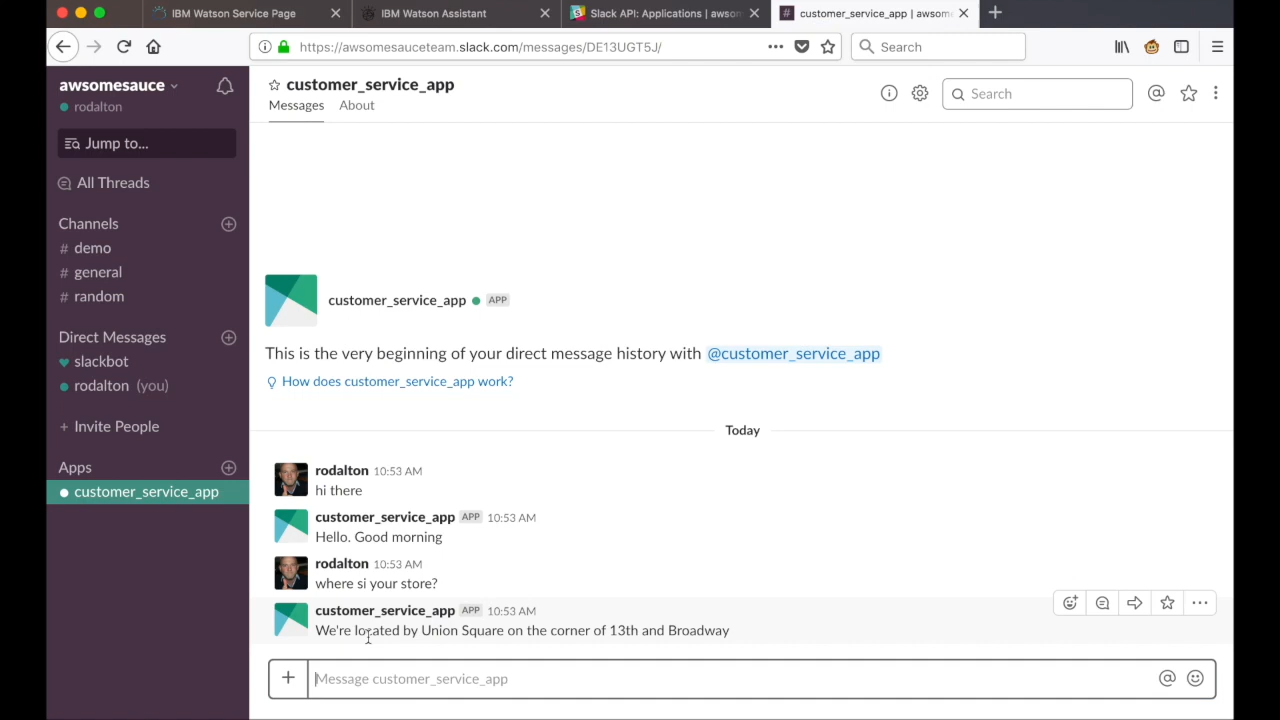 IBM Watson Service Page
IBM Watson Assistant
Slack API: Applications | awson
customer_service_app | awsome
https://awsomesauceteam.slack.com/messages/DE13UGT5J/
Search
awsomesauce
rodalton
Jump to...
All Threads
Channels
# demo
# general
# random
Direct Messages
slackbot
rodalton (you)
+ Invite People
Apps
customer_service_app
customer_service_app
Messages About
Search
customer_service_app APP
This is the very beginning of your direct message history with @customer_service_app
How does customer_service_app work?
Today
rodalton 10:53 AM
hi there
customer_service_app APP 10:53 AM
Hello. Good morning
rodalton 10:53 AM
where si your store?
customer_service_app APP 10:53 AM
We're located by Union Square on the corner of 13th and Broadway
Message customer_service_app